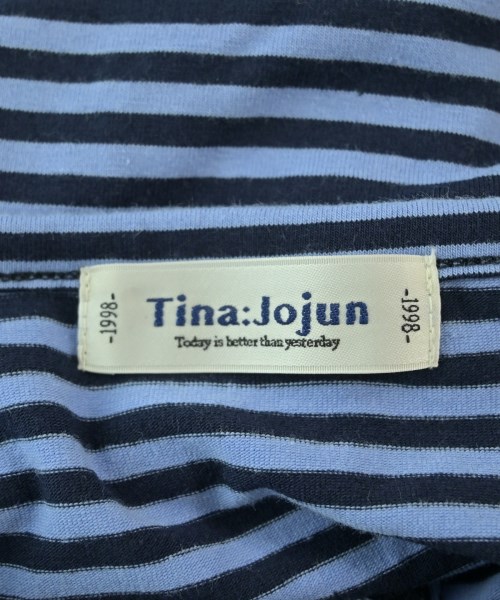 -1998-
Tina:Jojun
Today is better than yesterday
-1998-